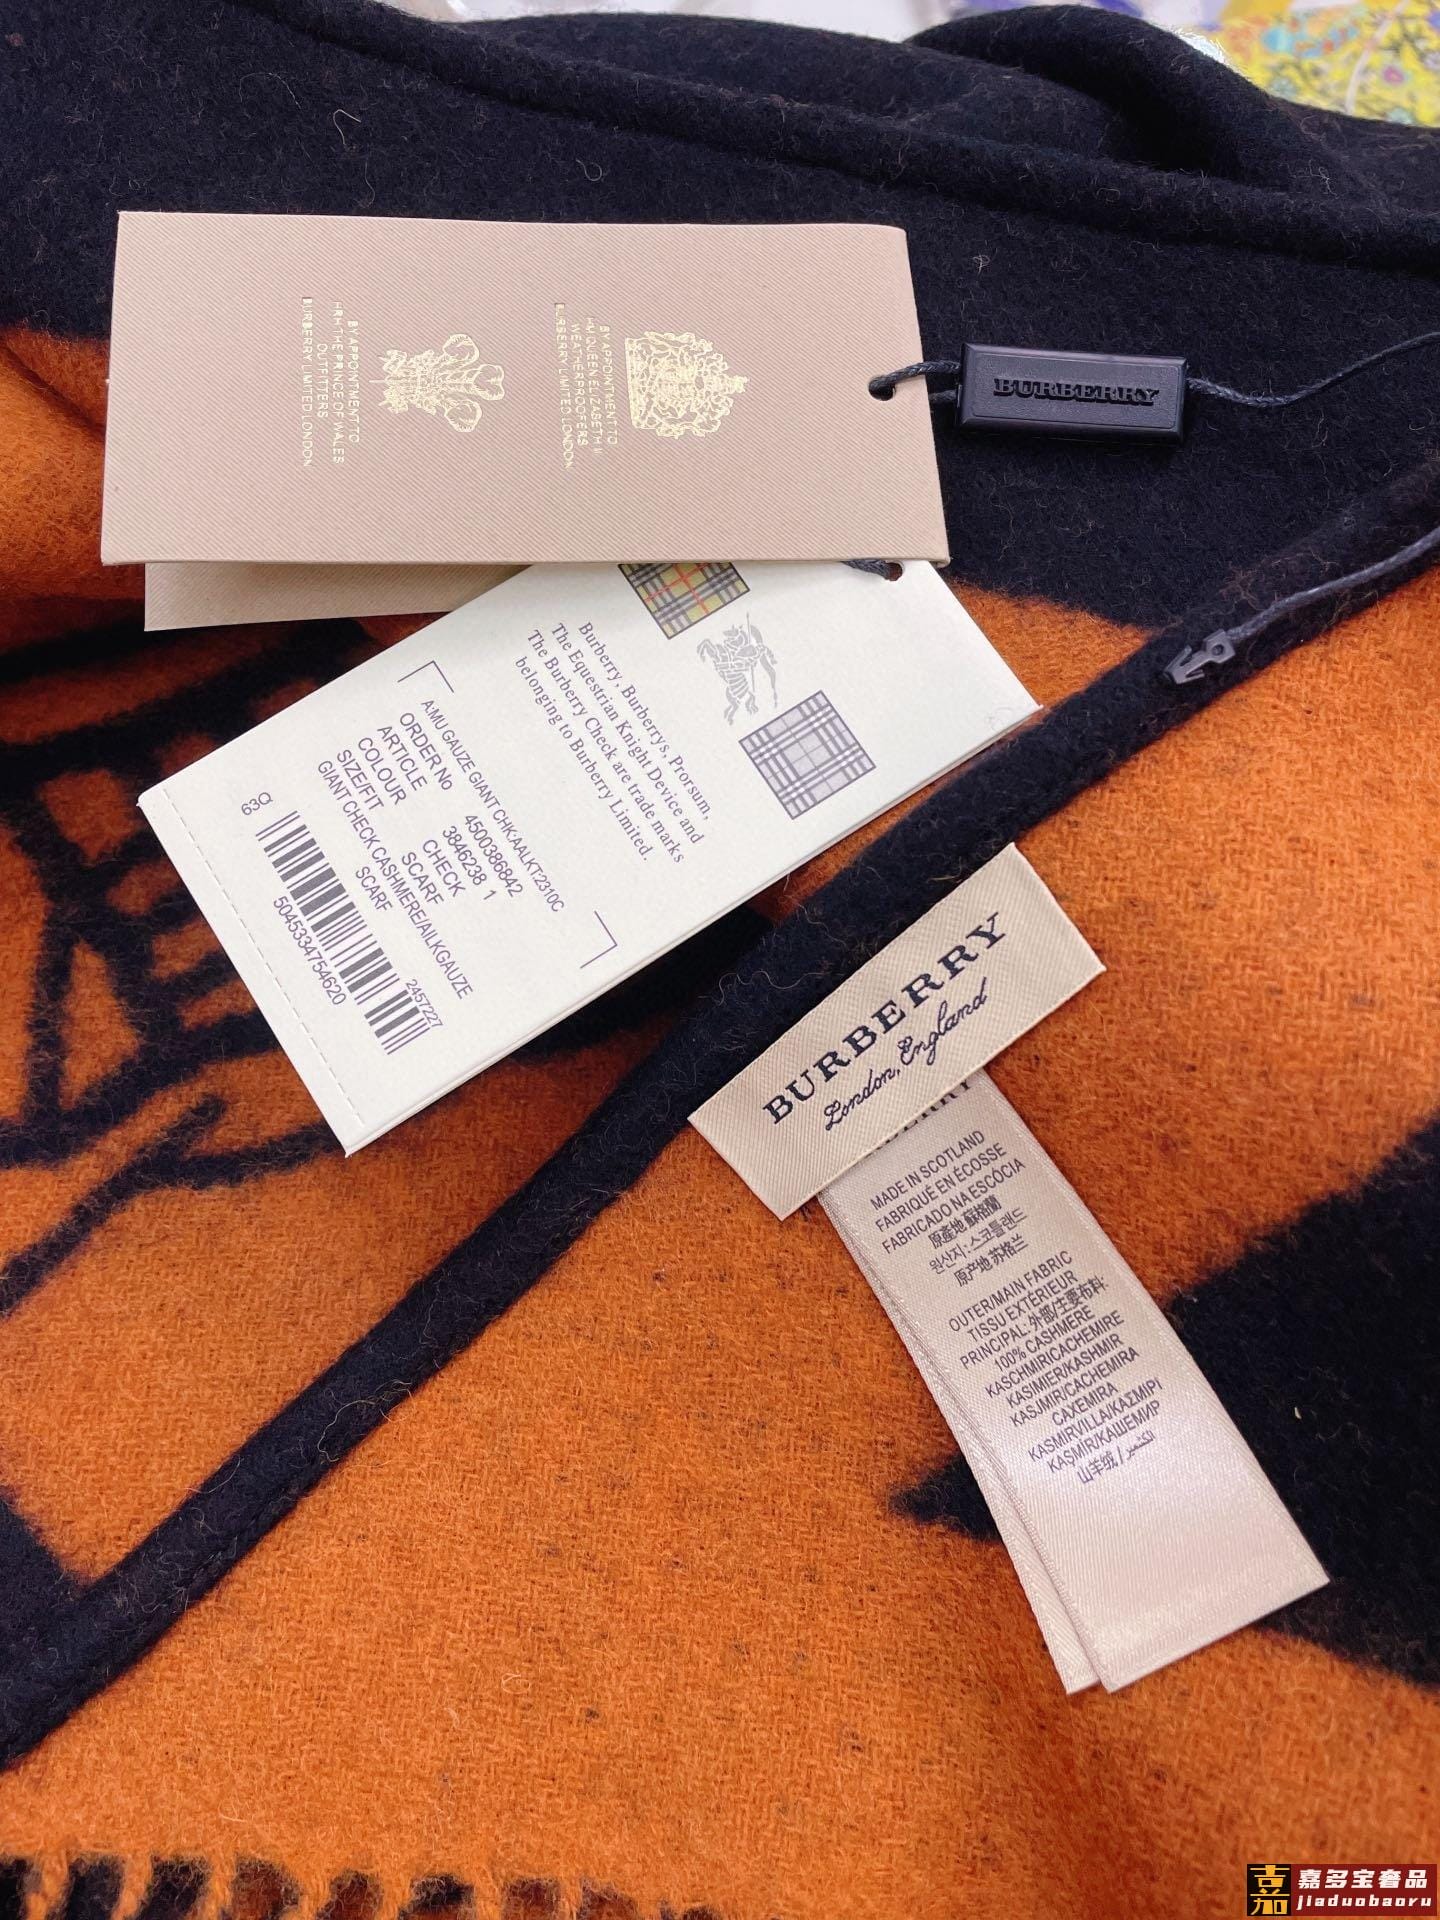 BY APPOINTMENT TO
HM QUEEN ELIZABETH II
WEATHERPROOFERS
BURBERRY LIMITED LONDON
BY APPOINTMENT TO
HRH THE PRINCE OF WALES
OUTFITTERS
BURBERRY LIMITED LONDON
BURBERRY
Burberry, Burberrys, Prorsum,
The Equestrian Knight Device and
The Burberry Check are trade marks
belonging to Burberry Limited.
A:MU GAUZE GIANT CHK:AALKT:2310C
ORDER No 4500386842
ARTICLE 3846238 1
COLOUR CHECK
SIZE/FIT SCARF
GIANT CHECK CASHMERE/AILKGAUZE
SCARF
63Q
2457227
5045334754620
BURBERRY
London, England
MADE IN SCOTLAND
FABRIQUÉ EN ÉCOSSE
FABRICADO NA ESCÓCIA
原產地 蘇格蘭
원산지: 스코틀랜드
原产地 苏格兰
OUTER/MAIN FABRIC
TISSU EXTÉRIEUR
PRINCIPAL: 外部/主要布料:
100% CASHMERE
KASCHMIR/CACHEMIRE
KASIMIER/KASHMIR
KASJMIR/CACHEMIRA
CAXEMIRA
KASMIRVILLA/ΚΑΣΜΙΡΙ
KAŞMİR/КАШЕМИР
山羊绒 / الكشمير
嘉多宝奢品
jiaduobaoru